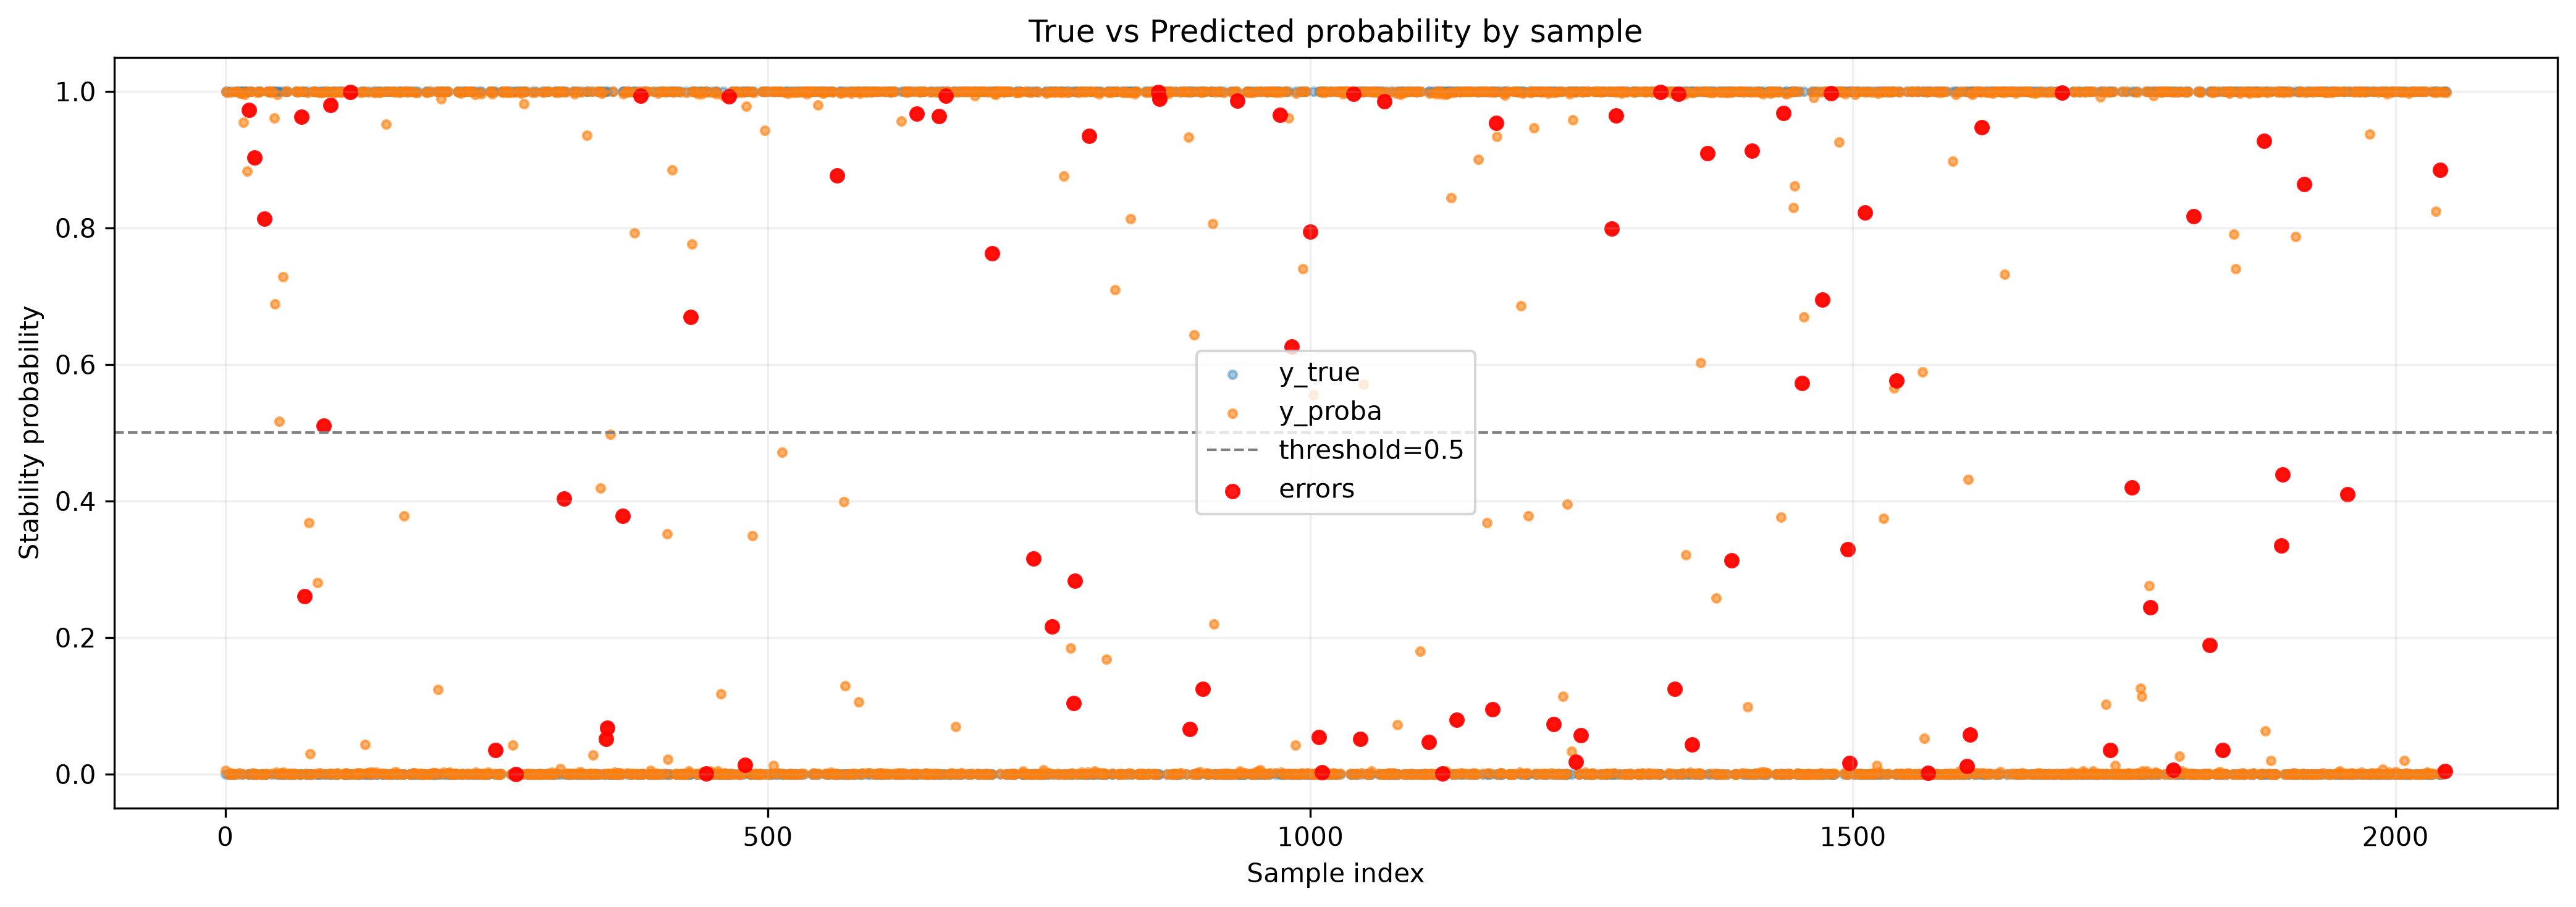 True vs Predicted probability by sample
Stability probability
1.0
0.8
0.6
0.4
0.2
0.0
y_true
y_proba
threshold=0.5
errors
0 500 1000 1500 2000
Sample index